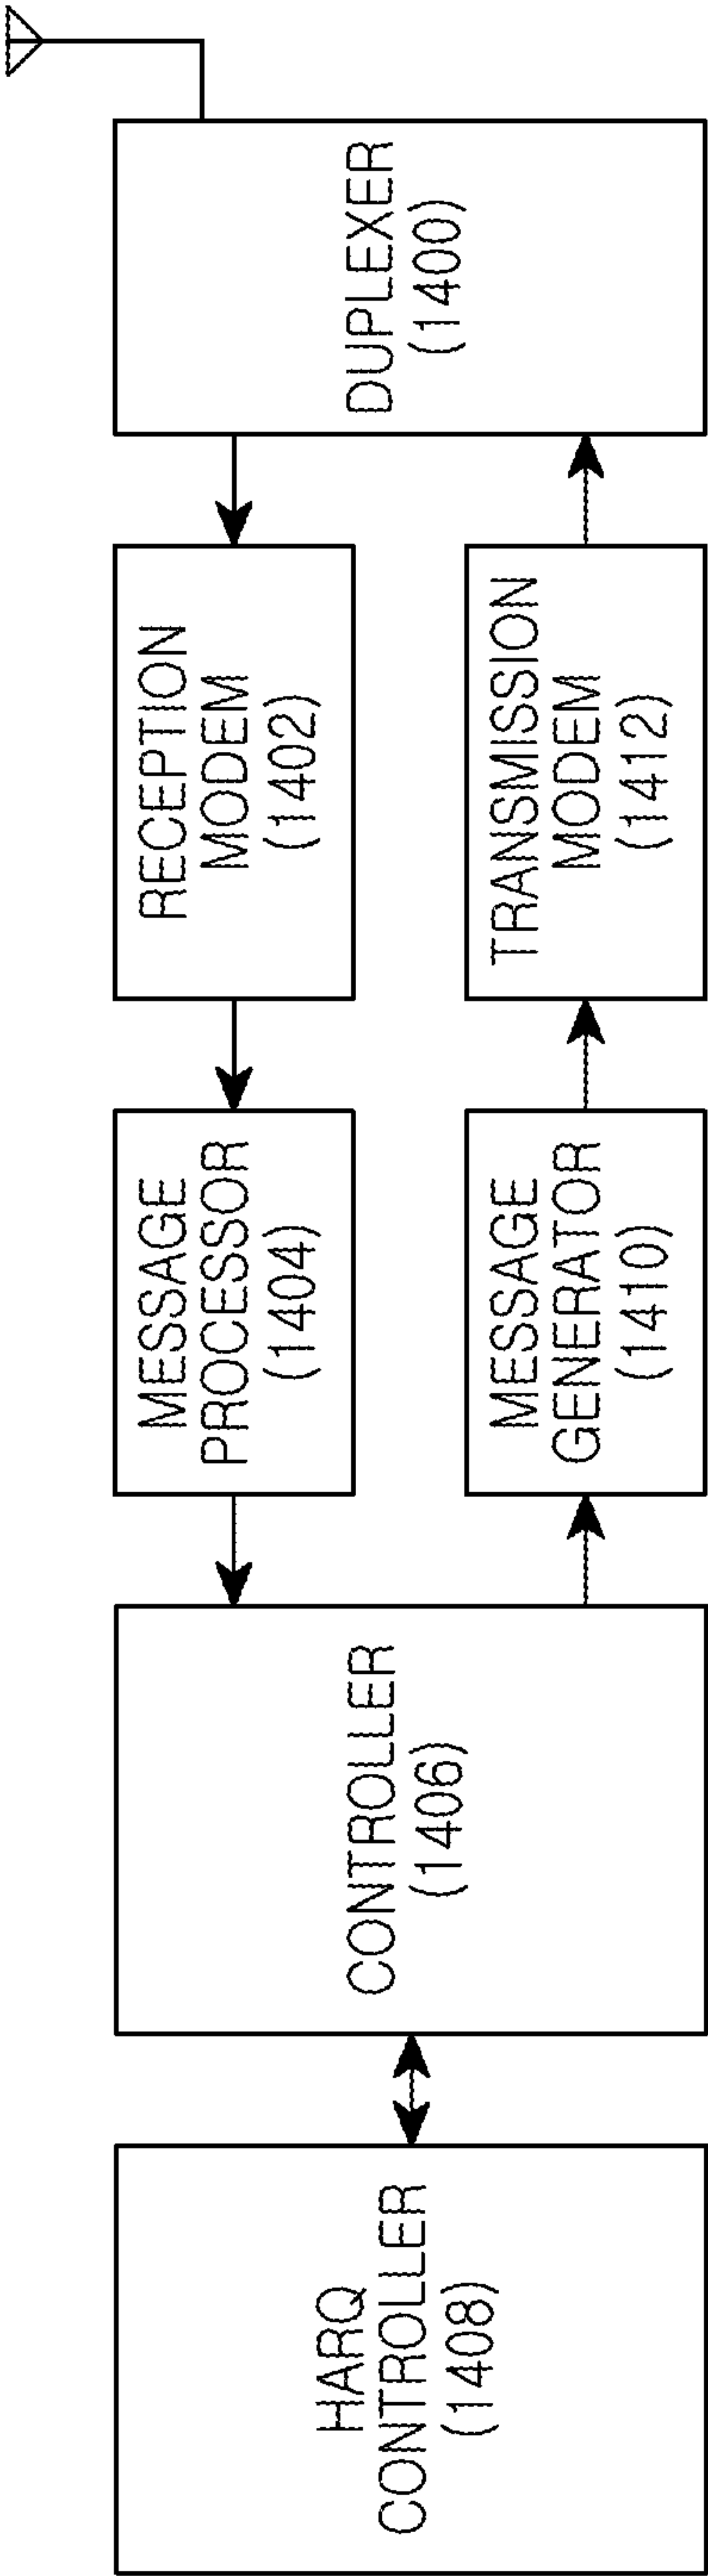 HARQ
CONTROLLER
(1408)
CONTROLLER
(1406)
MESSAGE
PROCESSOR
(1404)
MESSAGE
GENERATOR
(1410)
RECEPTION
MODEM
(1402)
TRANSMISSION
MODEM
(1412)
DUPLEXER
(1400)